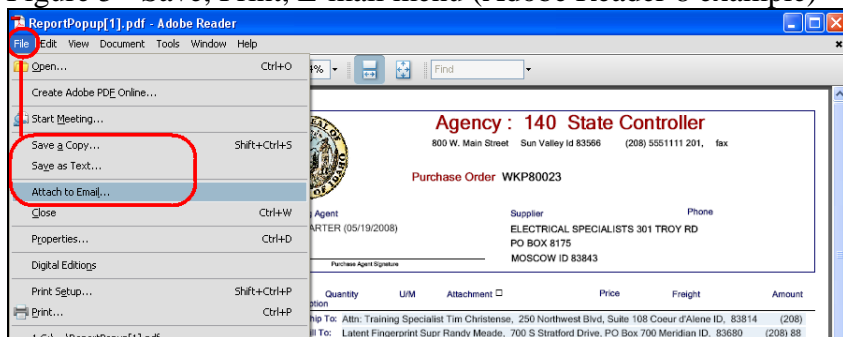 Figure 3 - Save, Print, E-mail menu (Adobe Reader 8 example)
ReportPopup[1].pdf - Adobe Reader
File Edit View Document Tools Window Help
Open... Ctrl+O
Create Adobe PDF Online...
Start Meeting...
Save a Copy... Shift+Ctrl+S
Save as Text...
Attach to Email...
Close Ctrl+W
Properties... Ctrl+D
Digital Editions
Print Setup... Shift+Ctrl+P
Print... Ctrl+P
% Find
Agency : 140 State Controller
800 W. Main Street Sun Valley Id 83566 (208) 5551111 201, fax
Purchase Order WKP80023
Agent Supplier Phone
ARTER (05/19/2008) ELECTRICAL SPECIALISTS 301 TROY RD
PO BOX 8175
MOSCOW ID 83843
Purchase Agent Signature
Quantity U/M Attachment Price Freight Amount
ption
hip To: Attn: Training Specialist Tim Christense, 250 Northwest Blvd, Suite 108 Coeur d'Alene ID, 83814 (208)
ill To: Latent Fingerprint Supr Randy Meade, 700 S Stratford Drive, PO Box 700 Meridian ID, 83680 (208) 88